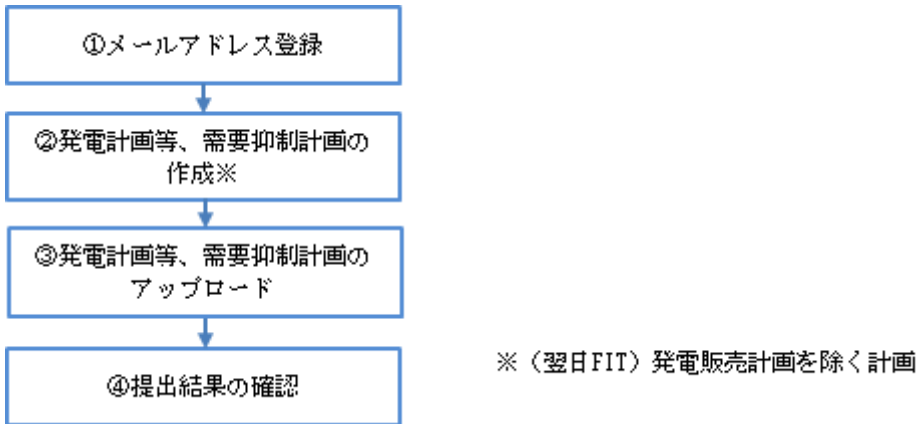 ①メールアドレス登録
②発電計画等、需要抑制計画の
作成※
③発電計画等、需要抑制計画の
アップロード
④提出結果の確認
※（翌日FIT）発電販売計画を除く計画